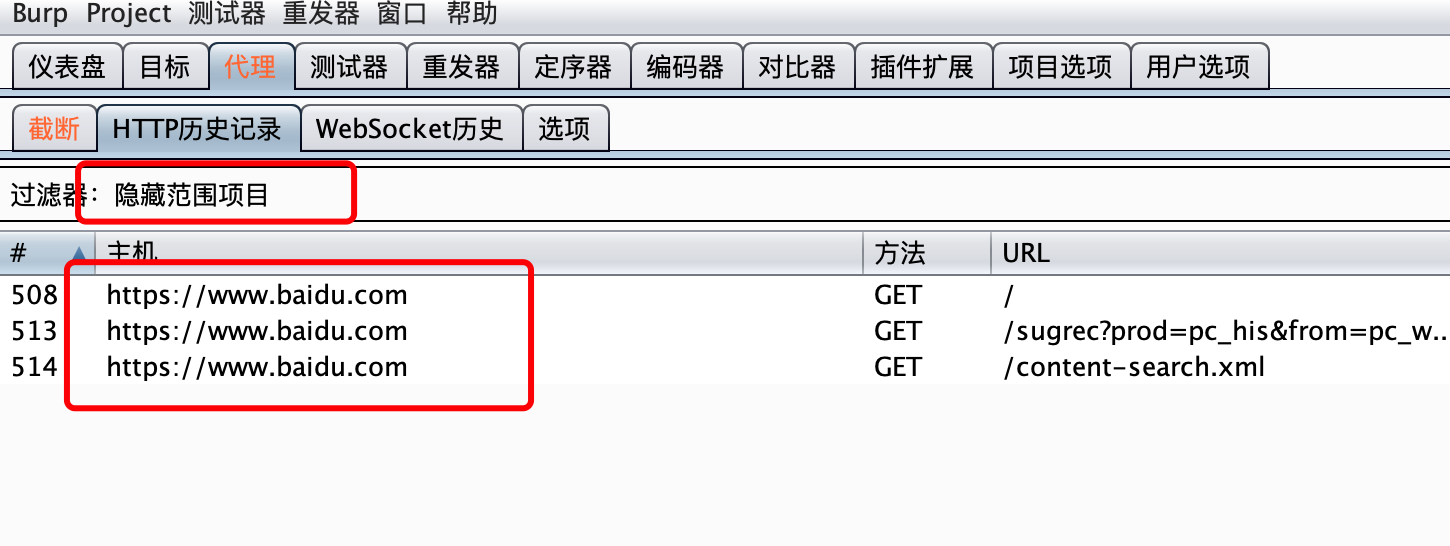 Burp Project 测试器 重发器 窗口 帮助
仪表盘 目标 代理 测试器 重发器 定序器 编码器 对比器 插件扩展 项目选项 用户选项
截断 HTTP历史记录 WebSocket历史 选项
过滤器: 隐藏范围项目
# 主机 方法 URL
508 https://www.baidu.com GET /
513 https://www.baidu.com GET /sugrec?prod=pc_his&from=pc_w...
514 https://www.baidu.com GET /content-search.xml